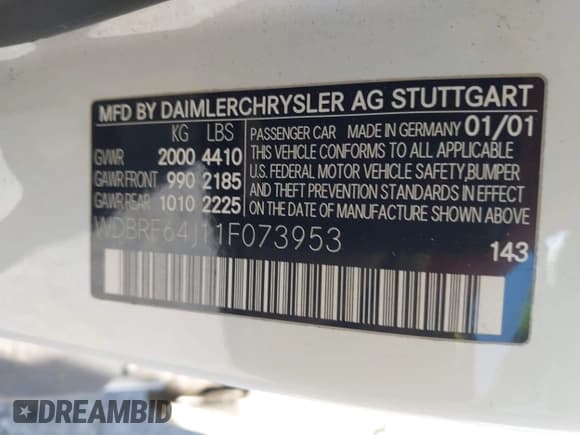 MFD BY DAIMLERCHRYSLER AG STUTTGART
KG LBS
GVWR 2000 4410
GAWR FRONT 990 2185
GAWR REAR 1010 2225
PASSENGER CAR MADE IN GERMANY 01/01
THIS VEHICLE CONFORMS TO ALL APPLICABLE
U.S. FEDERAL MOTOR VEHICLE SAFETY,BUMPER
AND THEFT PREVENTION STANDARDS IN EFFECT
ON THE DATE OF MANUFACTURE SHOWN ABOVE
WDBRF64J11F073953
143
DREAMBID